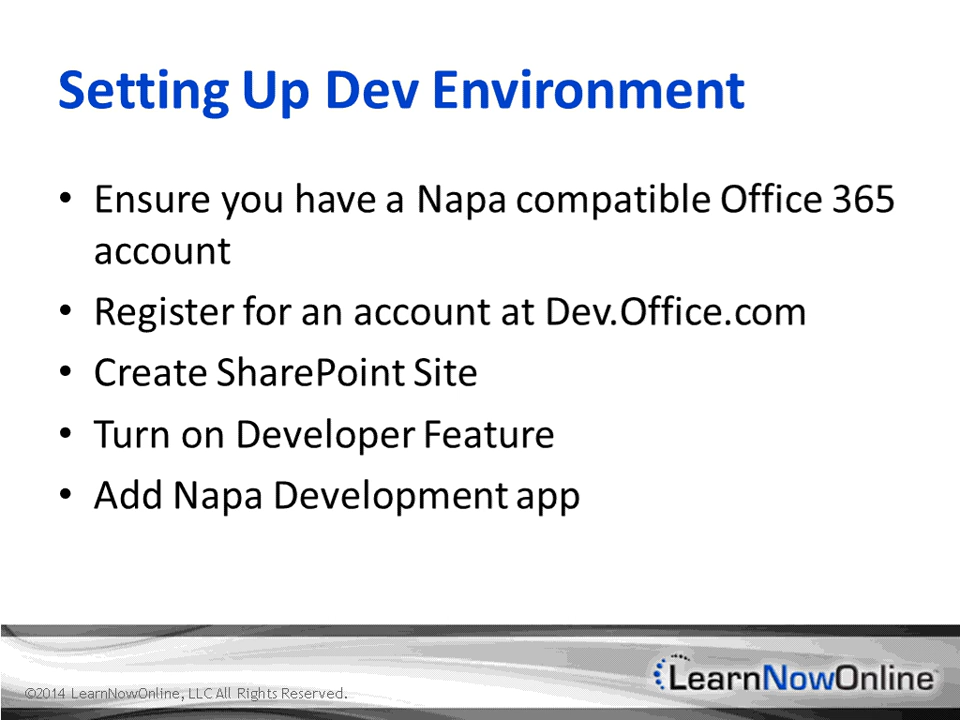 Setting Up Dev Environment
• Ensure you have a Napa compatible Office 365
account
• Register for an account at Dev.Office.com
• Create SharePoint Site
• Turn on Developer Feature
• Add Napa Development app
©2014 LearnNowOnline, LLC All Rights Reserved.
LearnNowOnline